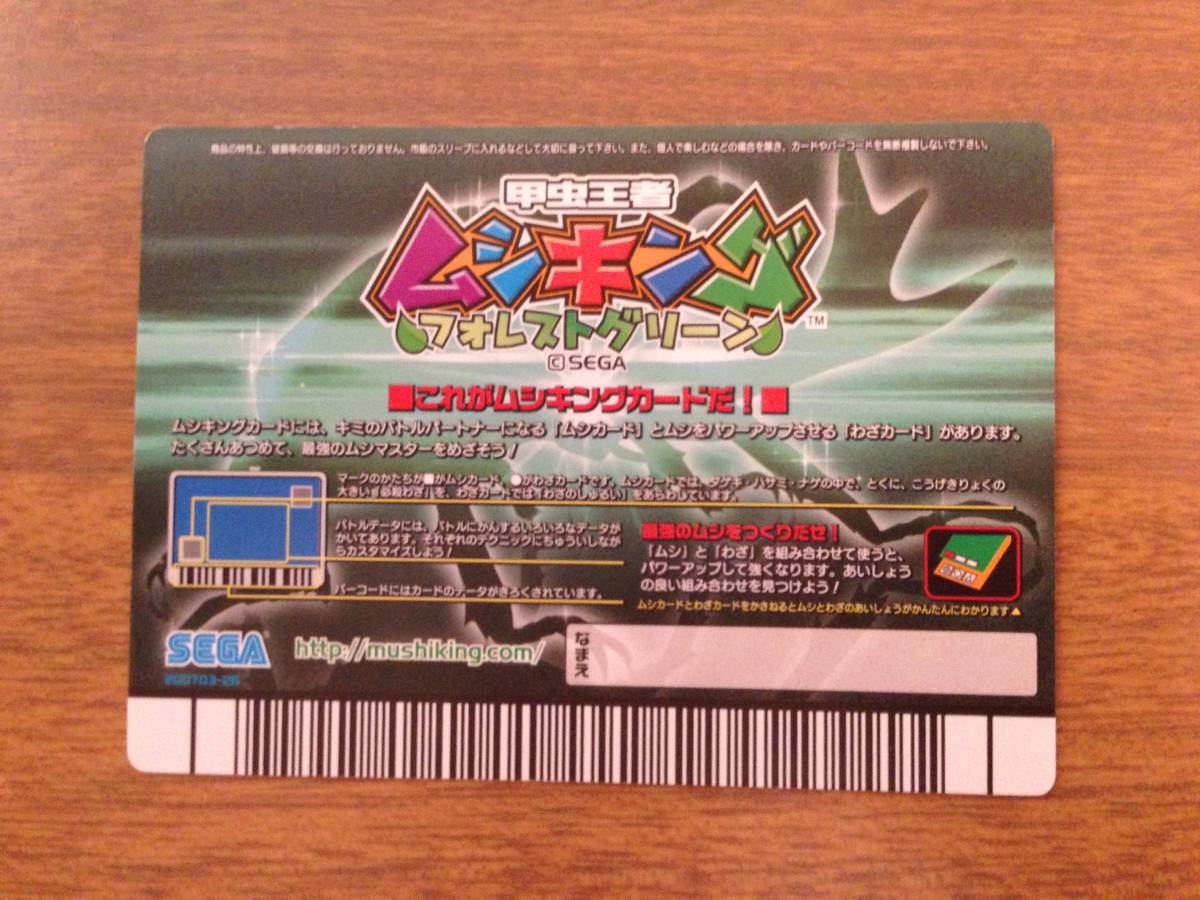 商品の特性上、破損等の交換は行っておりません。市販のスリーブに入れるなどして大切に扱って下さい。また、個人で楽しむなどの場合を除き、カードやバーコードを無断複製しないで下さい。
甲虫王者
ムシキング
フォレストグリーン
TM
©SEGA
■これがムシキングカードだ！■
ムシキングカードには、キミのバトルパートナーになる「ムシカード」とムシをパワーアップさせる「わざカード」があります。
たくさんあつめて、最強のムシマスターをめざそう！
マークのかたちが■がムシカード、●がわざカードです。ムシカードでは、ダゲキ・ハサミ・ナゲの中で、とくに、こうげきりょくの
大きい「必殺わざ」を、わざカードでは「わざのしゅるい」をあらわしています。
バトルデータには、バトルにかんするいろいろなデータが
かいてあります。それぞれのテクニックにちゅういしなが
らカスタマイズしよう！
バーコードにはカードのデータがきろくされています。
■最強のムシをつくりだせ！
「ムシ」と「わざ」を組み合わせて使うと、
パワーアップして強くなります。あいしょう
の良い組み合わせを見つけよう！
ムシカードとわざカードをかさねるとムシとわざのあいしょうがかんたんにわかります▲
SEGA
200703-2B
http://mushiking.com/
なまえ